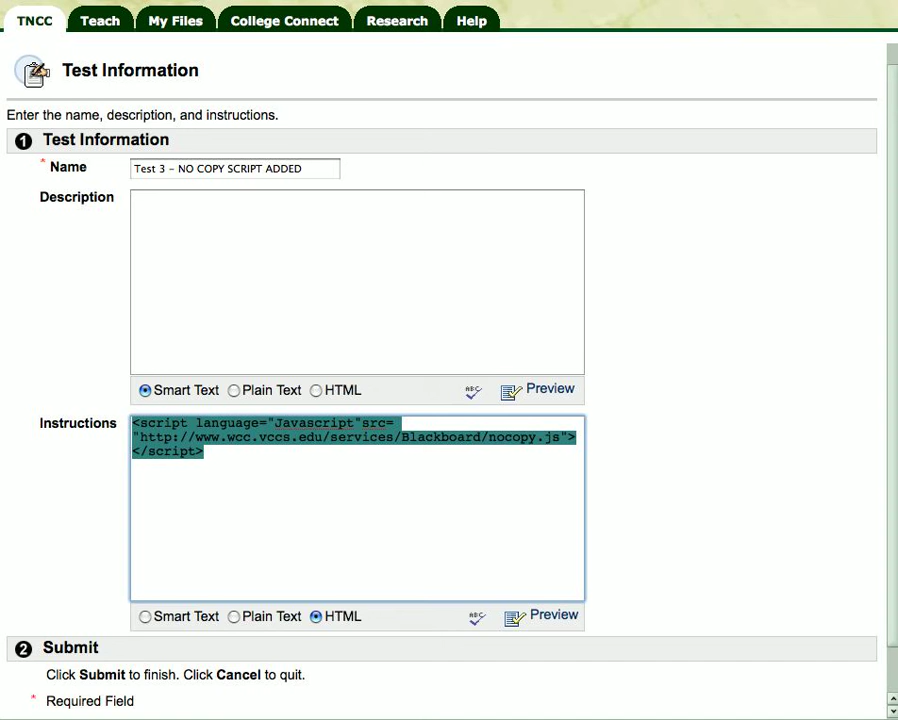 TNCC Teach My Files College Connect Research Help
Test Information
Enter the name, description, and instructions.
1 Test Information
* Name Test 3 - NO COPY SCRIPT ADDED
Description
Smart Text Plain Text HTML ABC Preview
Instructions <script language="Javascript"src=
"http://www.wcc.vccs.edu/services/Blackboard/nocopy.js">
</script>
Smart Text Plain Text HTML ABC Preview
2 Submit
Click Submit to finish. Click Cancel to quit.
* Required Field